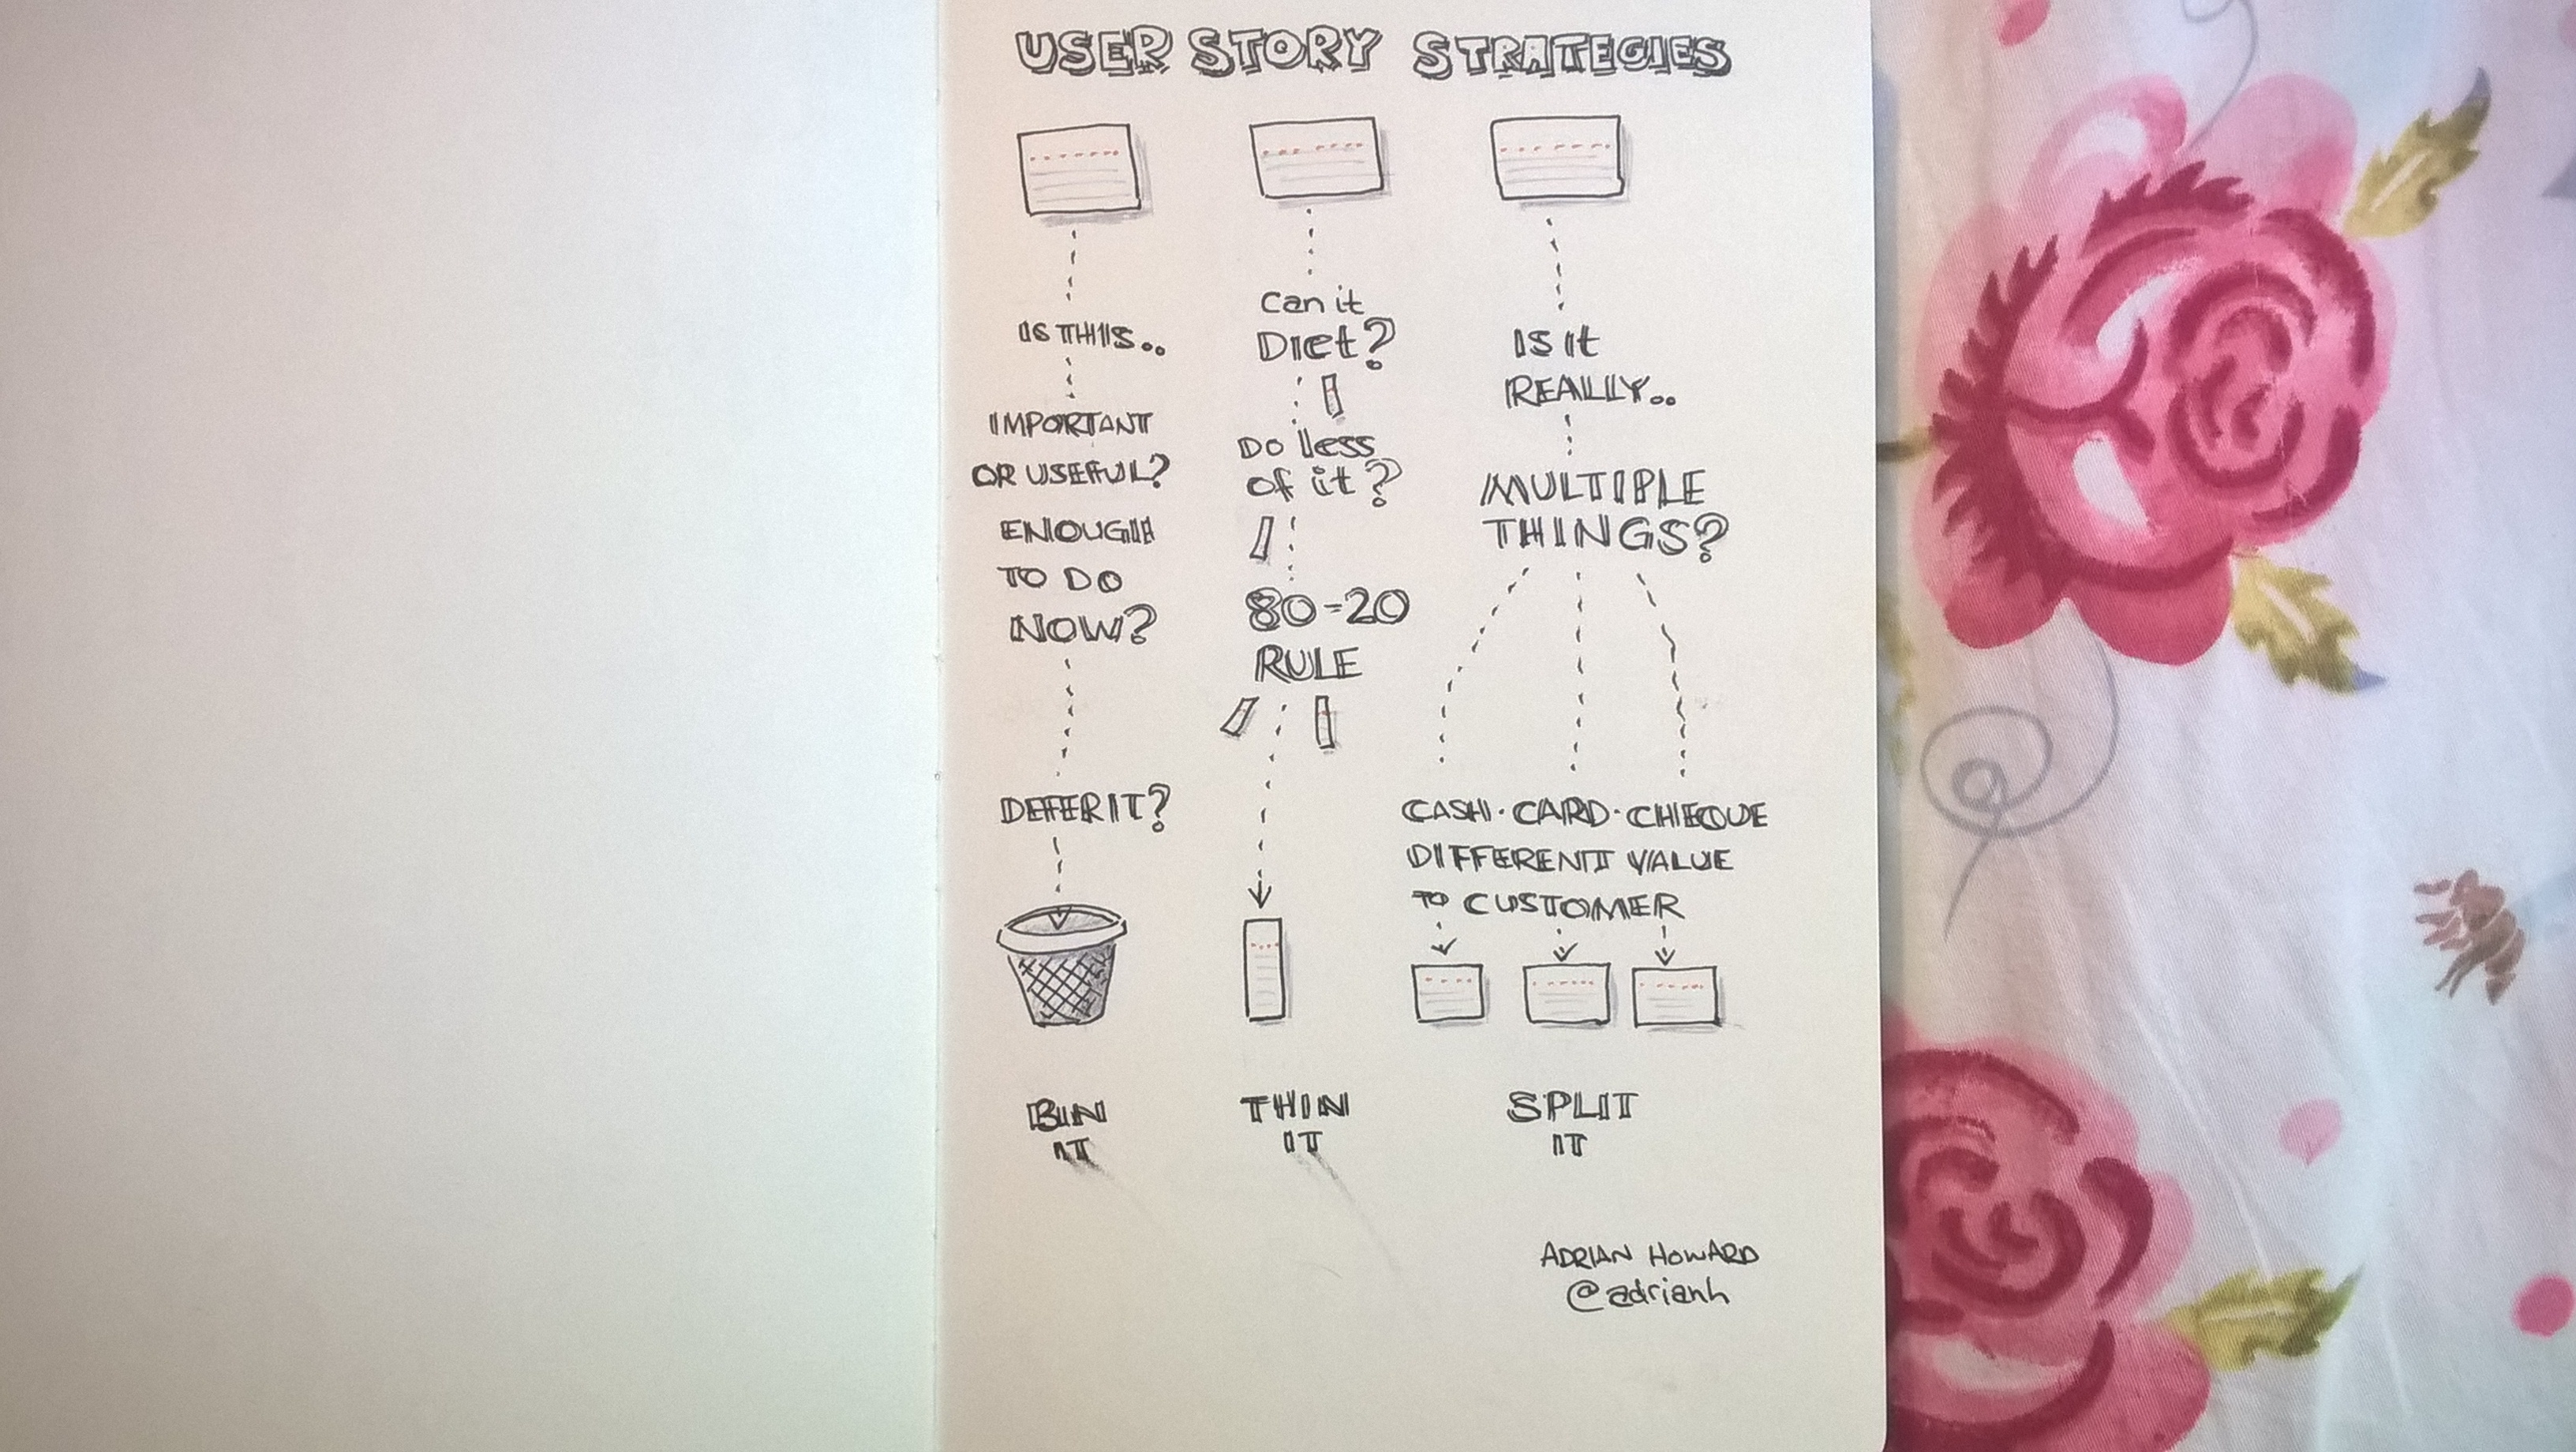 USER STORY STRATEGIES
IS THIS..
IMPORTANT
OR USEFUL?
ENOUGH
TO DO
NOW?
DEFER IT?
BIN
IT
Can it
Diet?
Do less
of it?
80-20
RULE
THIN
IT
Is it
REALLY..
MULTIPLE
THINGS?
CASH · CARD · CHEQUE
DIFFERENT VALUE
TO CUSTOMER
SPLIT
IT
ADRIAN HOWARD
@adrianh